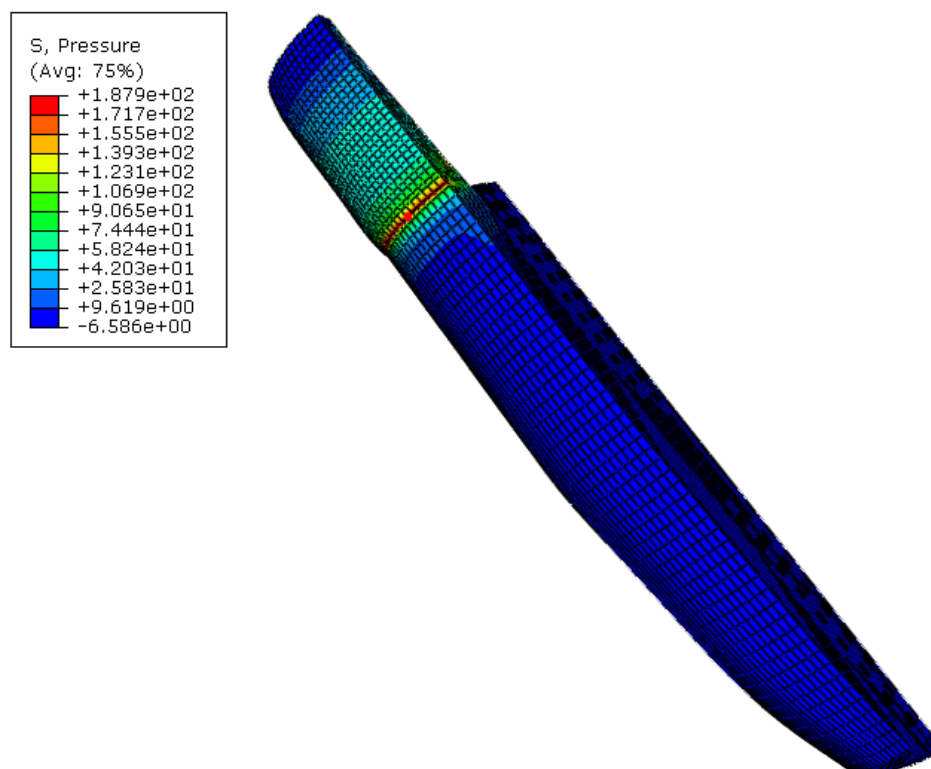 S, Pressure
(Avg: 75%)
+1.879e+02
+1.717e+02
+1.555e+02
+1.393e+02
+1.231e+02
+1.069e+02
+9.065e+01
+7.444e+01
+5.824e+01
+4.203e+01
+2.583e+01
+9.619e+00
-6.586e+00